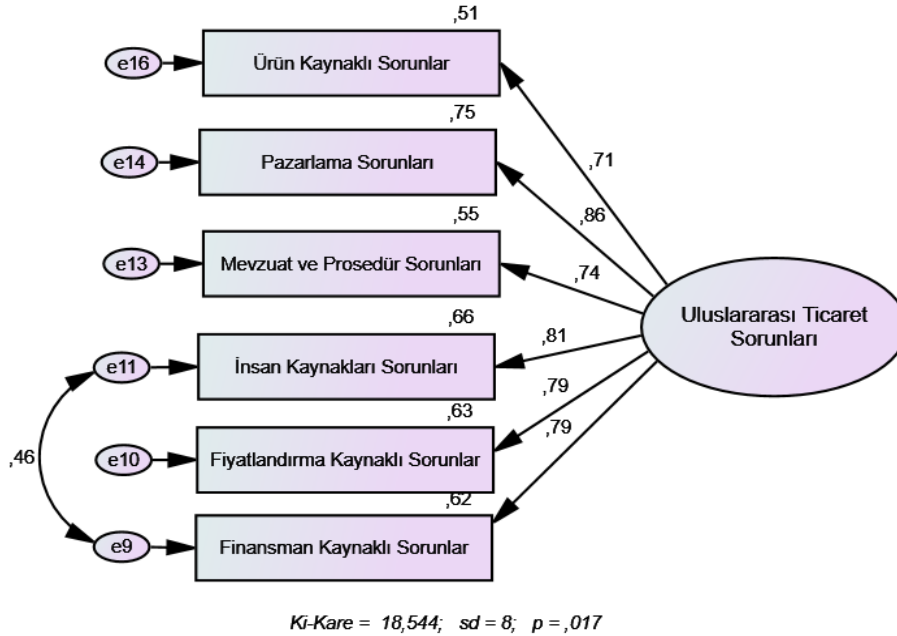 ,51
e16
Ürün Kaynaklı Sorunlar
,75
,71
e14
Pazarlama Sorunları
,55
,86
e13
Mevzuat ve Prosedür Sorunları
,74
,66
,81
Uluslararası Ticaret
Sorunları
e11
İnsan Kaynakları Sorunları
,79
,63
,79
,46
e10
Fiyatlandırma Kaynaklı Sorunlar
,62
e9
Finansman Kaynaklı Sorunlar
Ki-Kare = 18,544; sd = 8; p = ,017